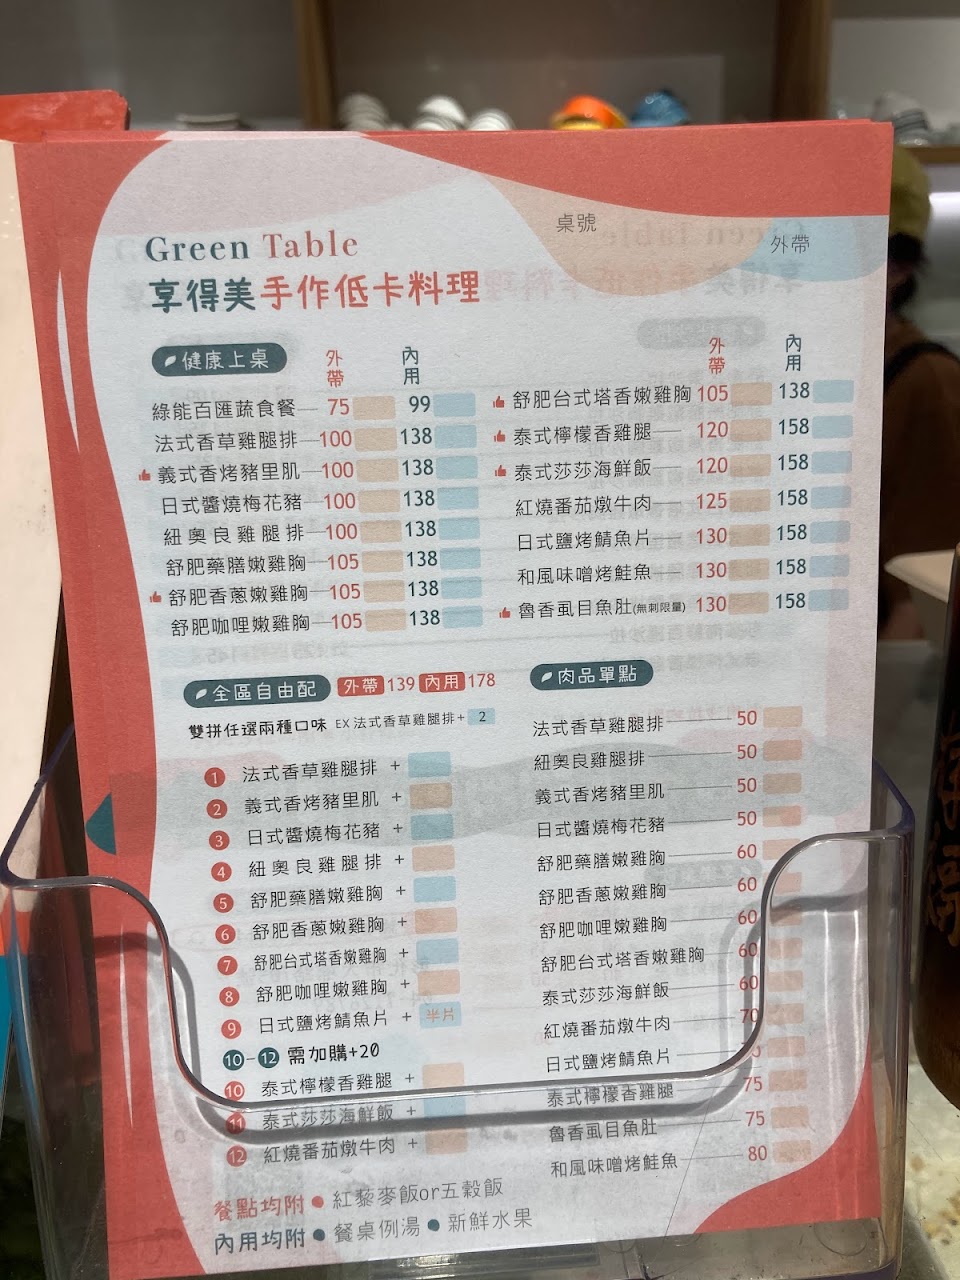 Green Table
享得美手作低卡料理
桌號
外帶
健康上桌 外帶 內用
綠能百匯蔬食餐 75 99
法式香草雞腿排 100 138
義式香烤豬里肌 100 138
日式醬燒梅花豬 100 138
紐奧良雞腿排 100 138
舒肥藥膳嫩雞胸 105 138
舒肥香蔥嫩雞胸 105 138
舒肥咖哩嫩雞胸 105 138
外帶 內用
舒肥台式塔香嫩雞胸 105 138
泰式檸檬香雞腿 120 158
泰式莎莎海鮮飯 120 158
紅燒番茄燉牛肉 125 158
日式鹽烤鯖魚片 130 158
和風味噌烤鮭魚 130 158
魯香虱目魚肚(無刺限量) 130 158
全區自由配 外帶 139 內用 178
雙拼任選兩種口味 EX 法式香草雞腿排+ 2
1 法式香草雞腿排 +
2 義式香烤豬里肌 +
3 日式醬燒梅花豬 +
4 紐奧良雞腿排 +
5 舒肥藥膳嫩雞胸 +
6 舒肥香蔥嫩雞胸 +
7 舒肥台式塔香嫩雞胸 +
8 舒肥咖哩嫩雞胸 +
9 日式鹽烤鯖魚片 + 半片
10-12 需加購+20
10 泰式檸檬香雞腿 +
11 泰式莎莎海鮮飯 +
12 紅燒番茄燉牛肉 +
肉品單點
法式香草雞腿排 50
紐奧良雞腿排 50
義式香烤豬里肌 50
日式醬燒梅花豬 50
舒肥藥膳嫩雞胸 60
舒肥香蔥嫩雞胸 60
舒肥咖哩嫩雞胸 60
舒肥台式塔香嫩雞胸 60
泰式莎莎海鮮飯 60
紅燒番茄燉牛肉 70
日式鹽烤鯖魚片
泰式檸檬香雞腿 75
魯香虱目魚肚 75
和風味噌烤鮭魚 80
餐點均附 ● 紅藜麥飯or五穀飯
內用均附 ● 餐桌例湯 ● 新鮮水果